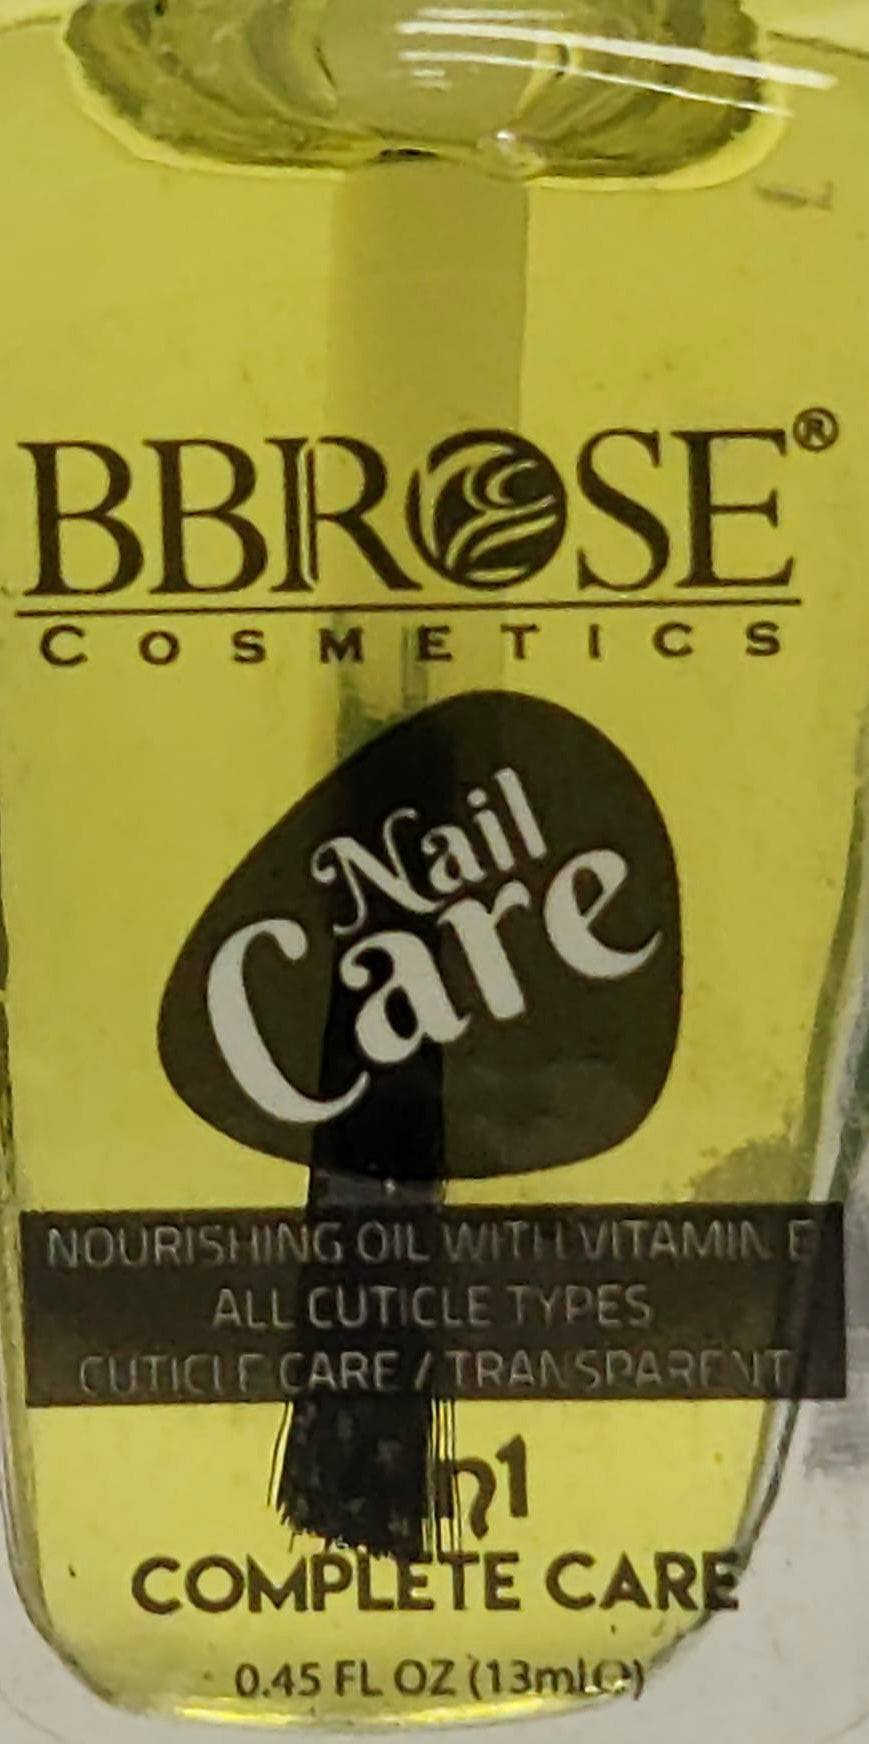 BBROSE®
COSMETICS
Nail
Care
NOURISHING OIL WITH VITAMIN E
ALL CUTICLE TYPES
CUTICLE CARE / TRANSPARENT
COMPLETE CARE
0.45 FL OZ (13ml℮)